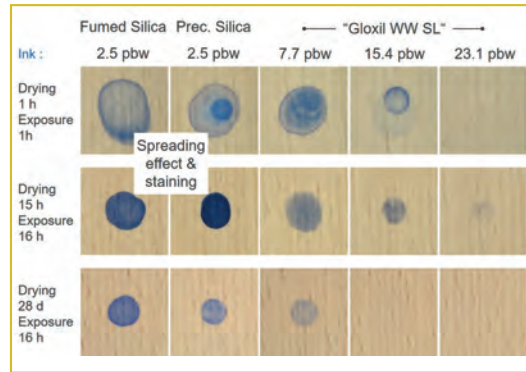 Fumed Silica Prec. Silica "Gloxil WW SL"
Ink : 2.5 pbw 2.5 pbw 7.7 pbw 15.4 pbw 23.1 pbw
Drying
1 h
Exposure
1h
Spreading
effect &
staining
Drying
15 h
Exposure
16 h
Drying
28 d
Exposure
16 h